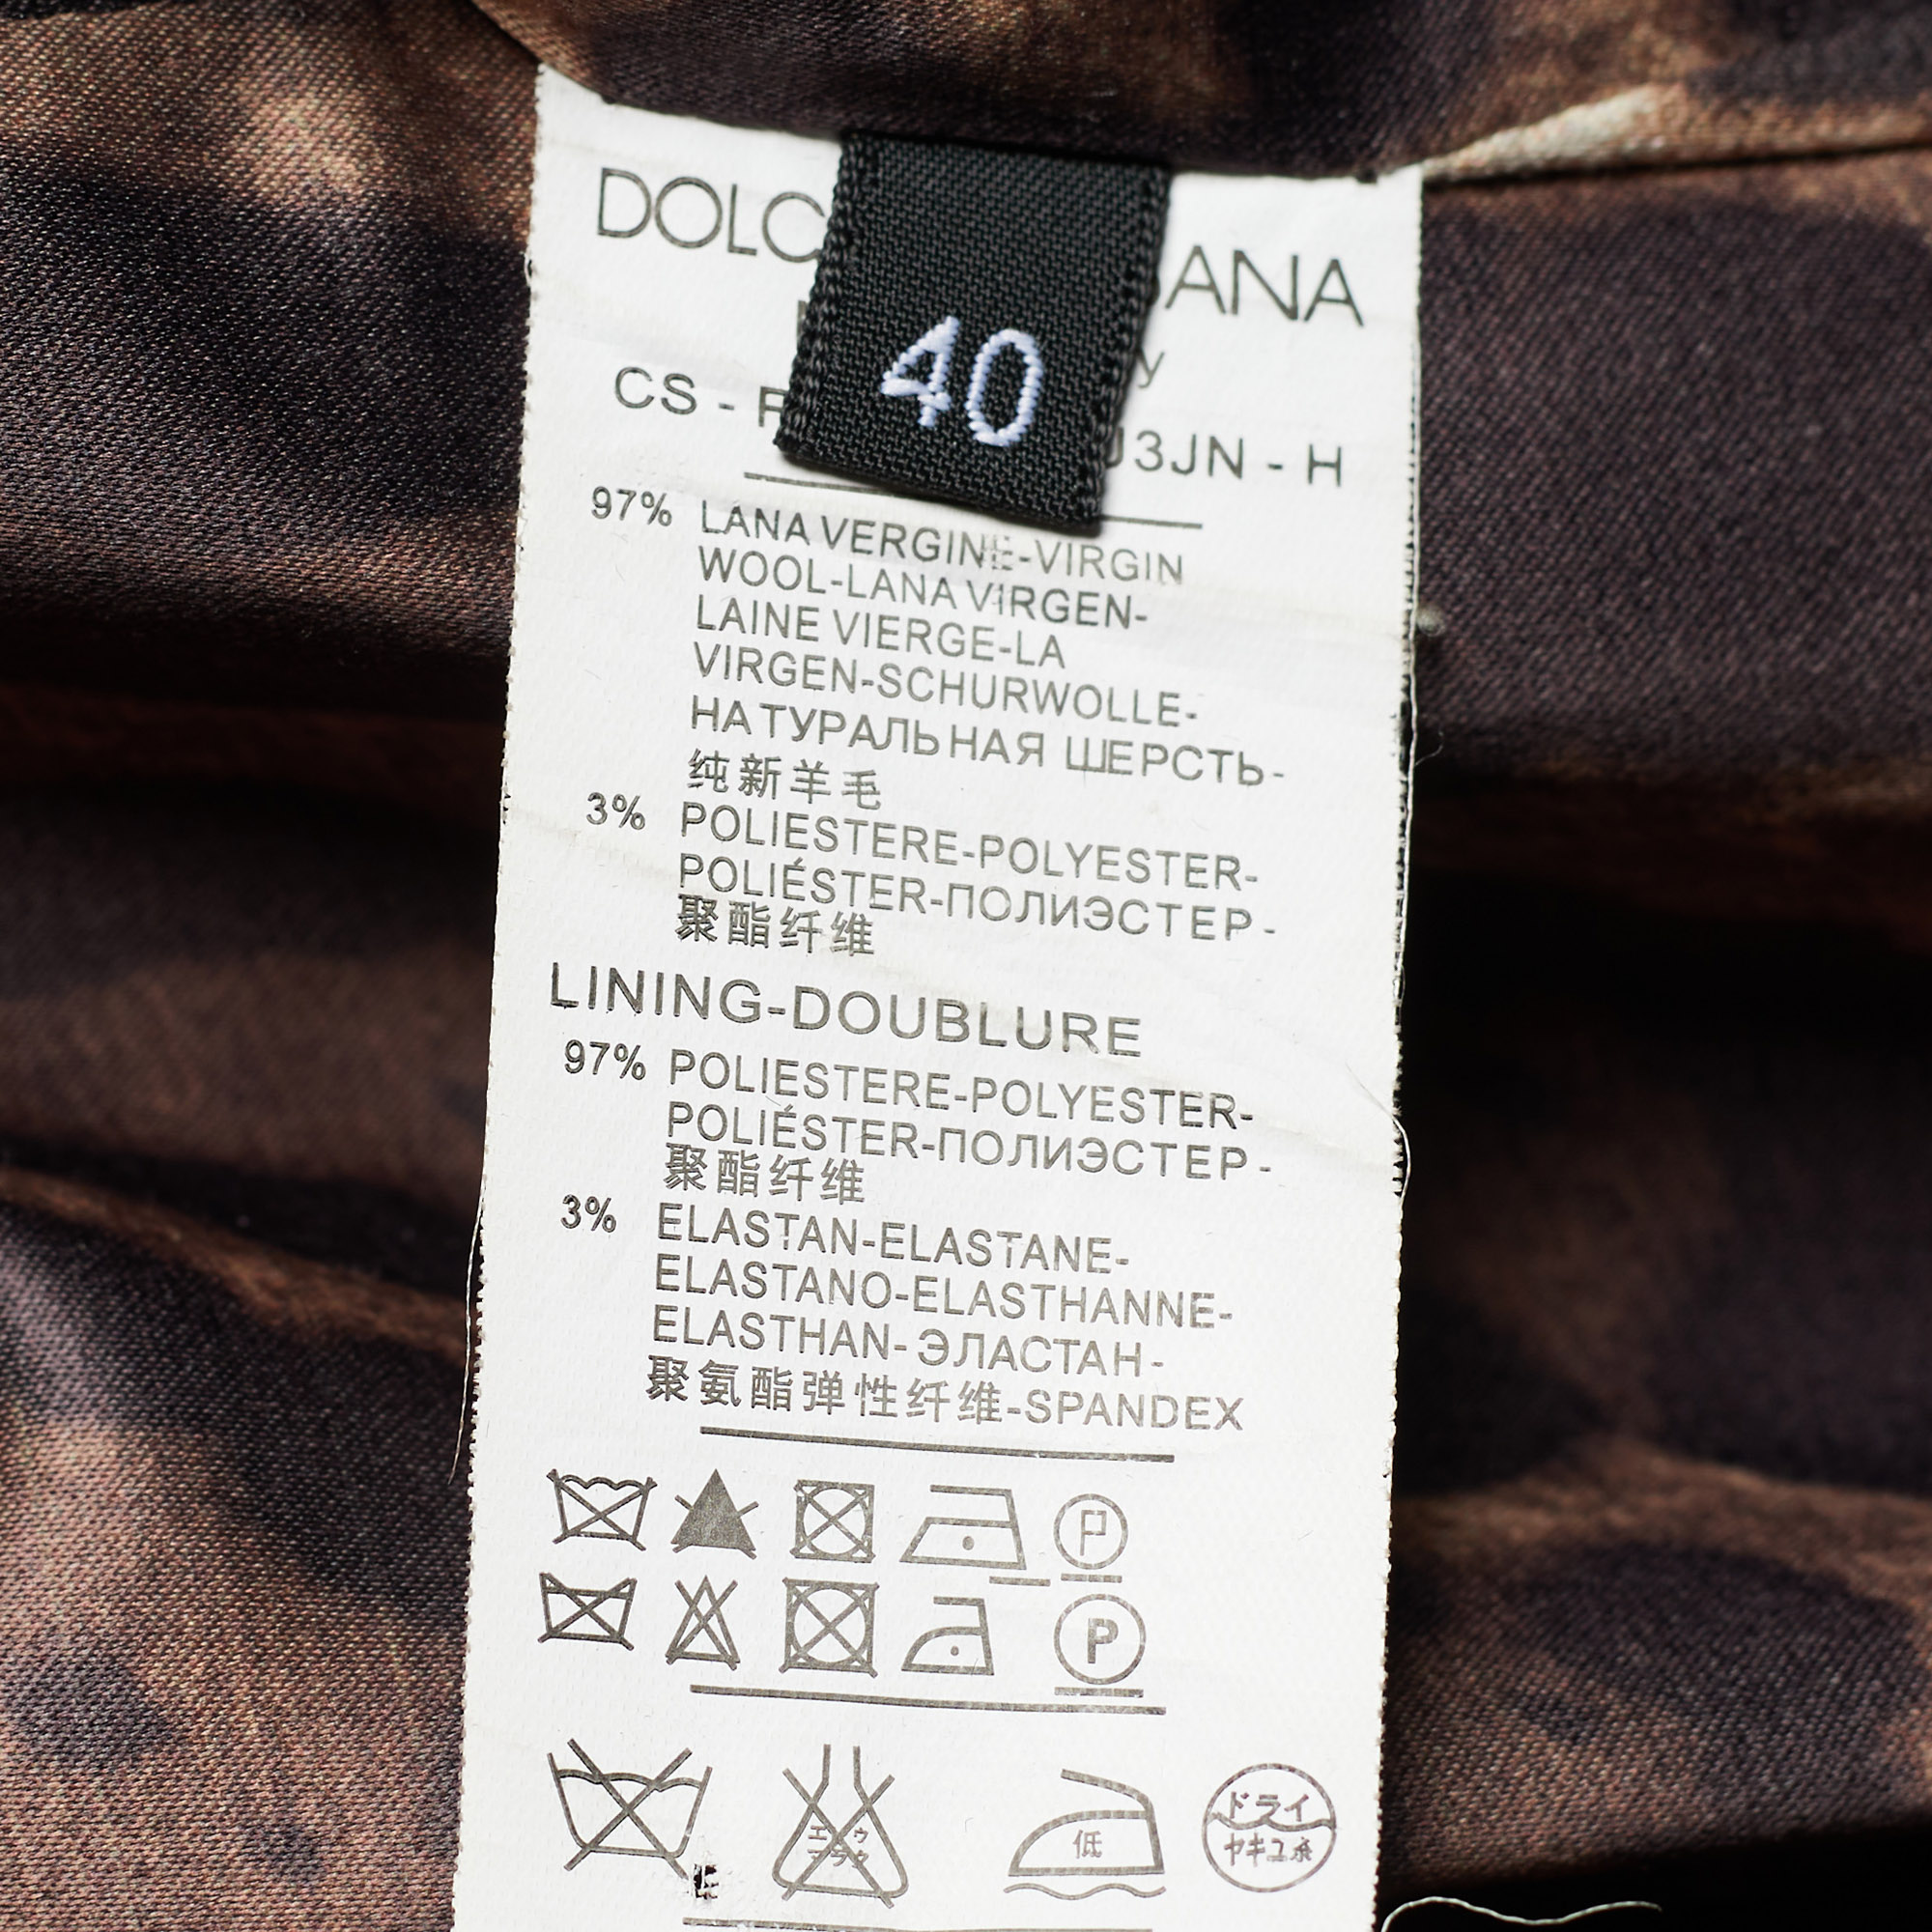 DOLC ANA
40
CS - J3JN - H
97% LANA VERGINE-VIRGIN
WOOL-LANA VIRGEN-
LAINE VIERGE-LA
VIRGEN-SCHURWOLLE-
НАТУРАЛЬНАЯ ШЕРСТЬ-
纯新羊毛
3% POLIESTERE-POLYESTER-
POLIÉSTER-ПОЛИЭСТЕР-
聚酯纤维
LINING-DOUBLURE
97% POLIESTERE-POLYESTER-
POLIÉSTER-ПОЛИЭСТЕР-
聚酯纤维
3% ELASTAN-ELASTANE-
ELASTANO-ELASTHANNE-
ELASTHAN-ЭЛАСТАН-
聚氨酯弹性纤维-SPANDEX
P
P
低
ドライ